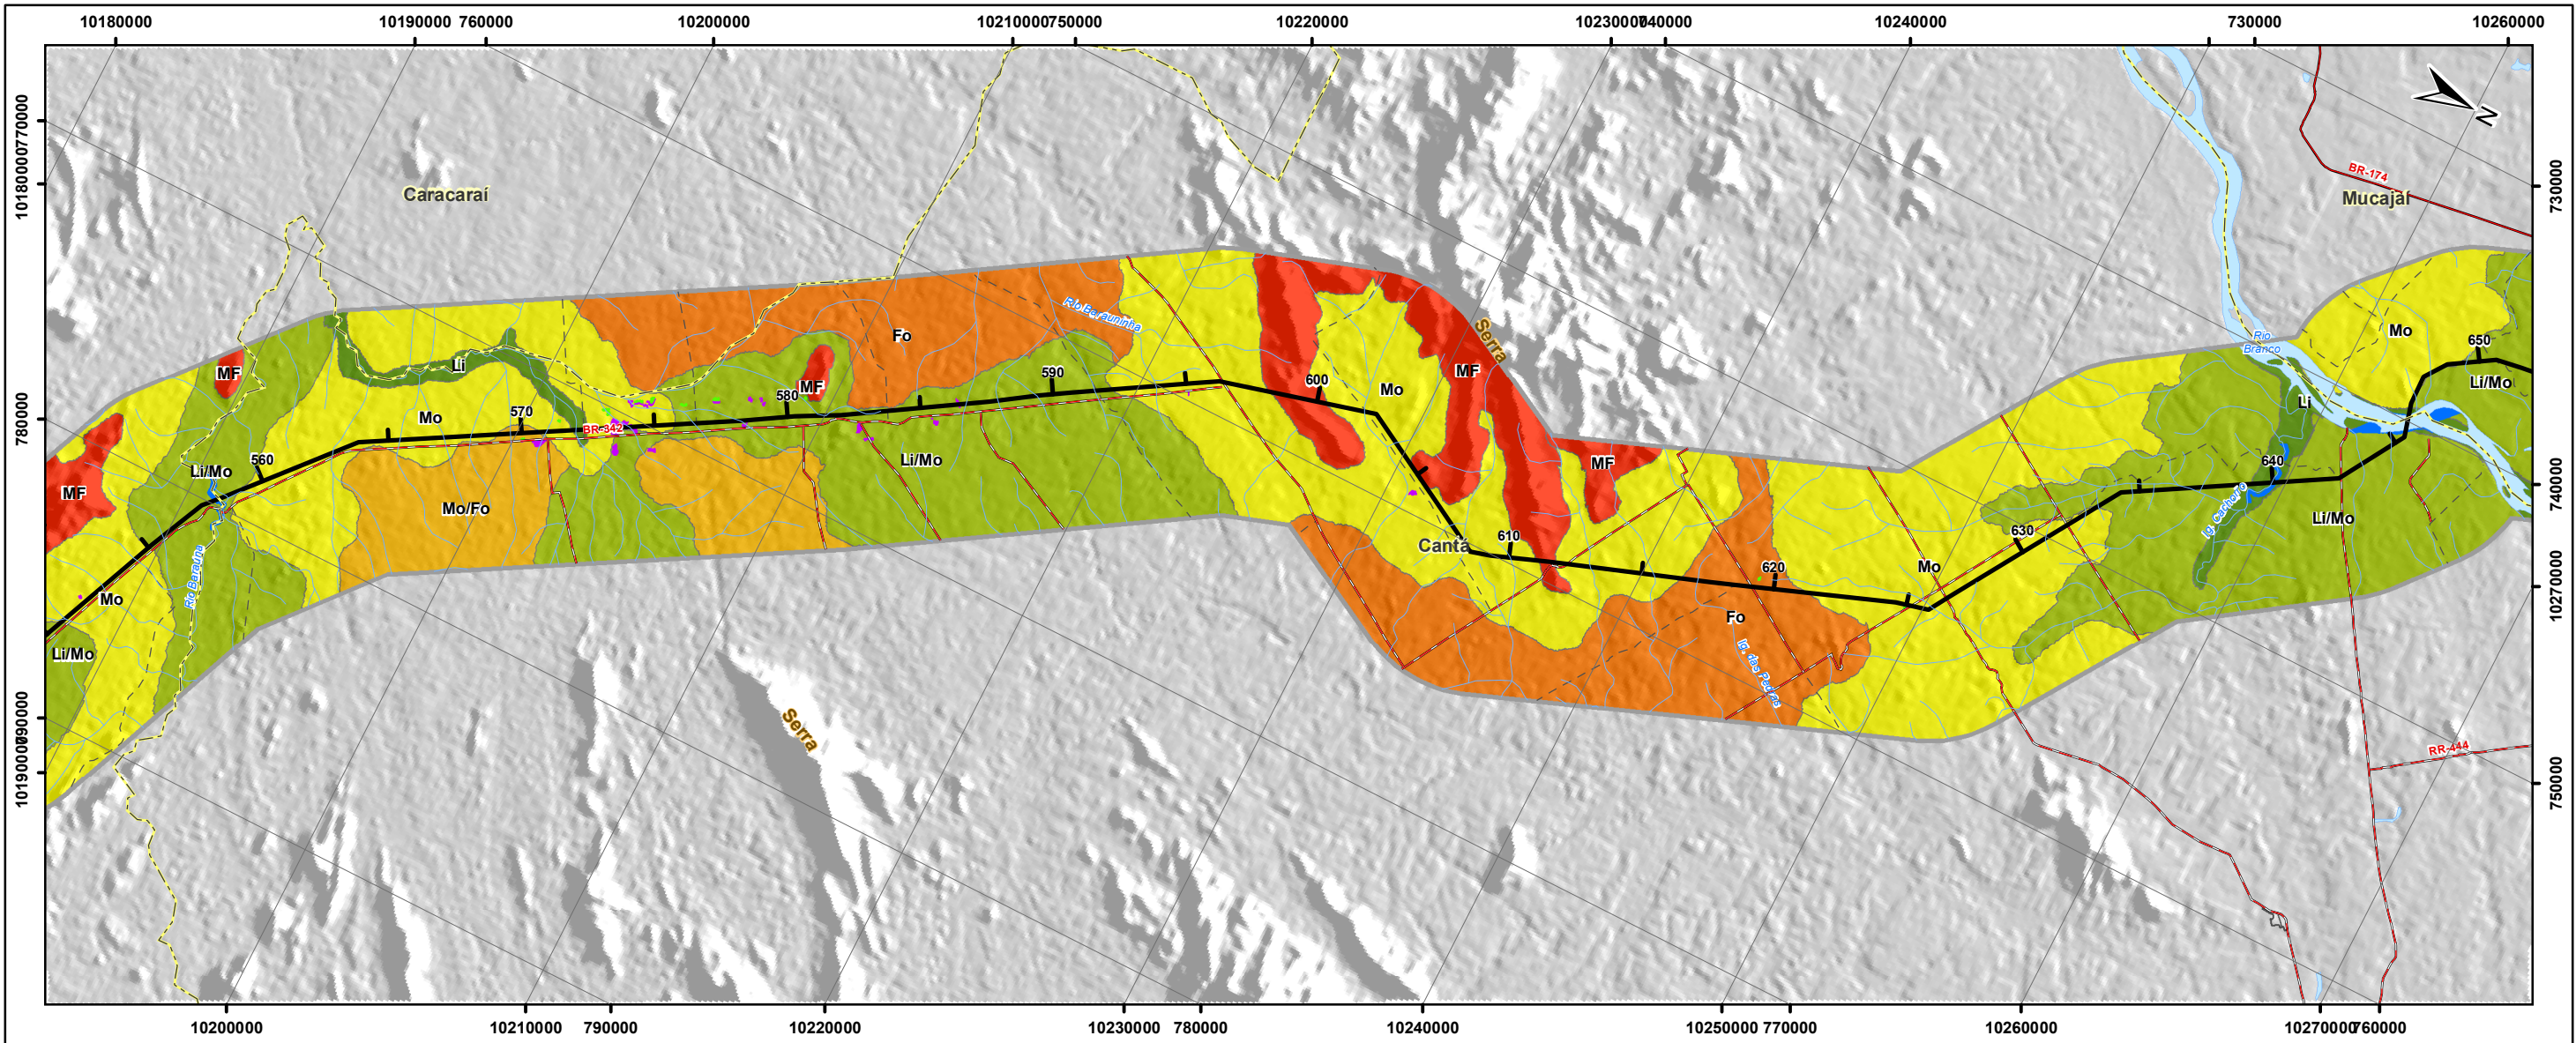 10180000
10190000
760000
10200000
10210000
750000
10220000
10230000
740000
10240000
730000
10260000
770000
10180000
780000
790000
10190000
730000
740000
10270000
750000
N
BR-174
Mucajaí
Caracaraí
Rio Barauninha
Fo
Serra
Rio
Branco
Mo
650
Li/Mo
MF
Li
MF
580
590
600
Mo
MF
Li
Mo
570
BR-342
560
Li/Mo
MF
Mo/Fo
Li/Mo
MF
640
Ig. Cachorro
Li/Mo
630
Cantá
610
620
Mo
Rio Barauna
Mo
Fo
Ig. das Pedras
Li/Mo
Serra
RR-444
10200000
10210000
790000
10220000
10230000
780000
10240000
10250000
770000
10260000
10270000
760000